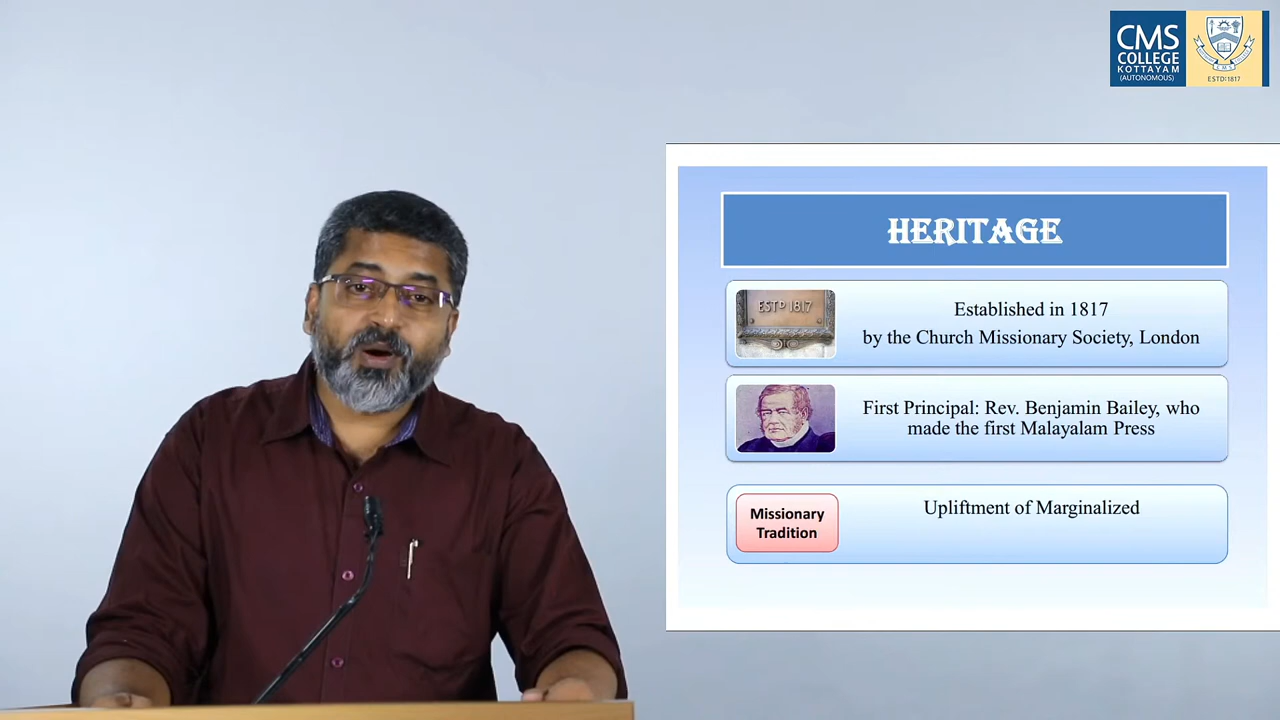 CMS
COLLEGE
KOTTAYAM
(AUTONOMOUS)
ESTD:1817
HERITAGE
ESTD 1817
Established in 1817
by the Church Missionary Society, London
First Principal: Rev. Benjamin Bailey, who
made the first Malayalam Press
Missionary
Tradition
Upliftment of Marginalized